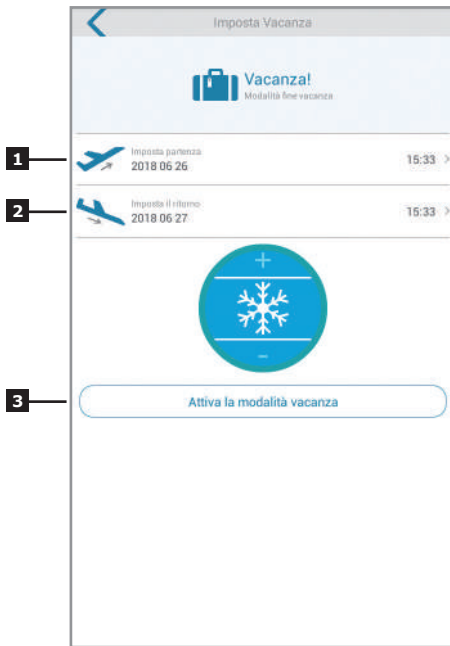 Imposta Vacanza
Vacanza!
Modalità fine vacanza
1
Imposta partenza
2018 06 26
15:33 >
2
Imposta il ritorno
2018 06 27
15:33 >
+
-
3
Attiva la modalità vacanza